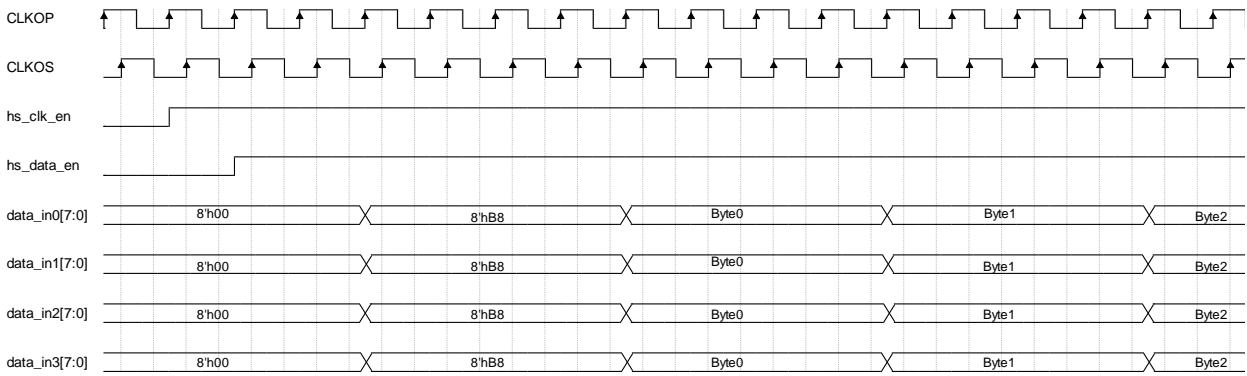 CLKOP
CLKOS
hs_clk_en
hs_data_en
data_in0[7:0] 8'h00 8'hB8 Byte0 Byte1 Byte2
data_in1[7:0] 8'h00 8'hB8 Byte0 Byte1 Byte2
data_in2[7:0] 8'h00 8'hB8 Byte0 Byte1 Byte2
data_in3[7:0] 8'h00 8'hB8 Byte0 Byte1 Byte2